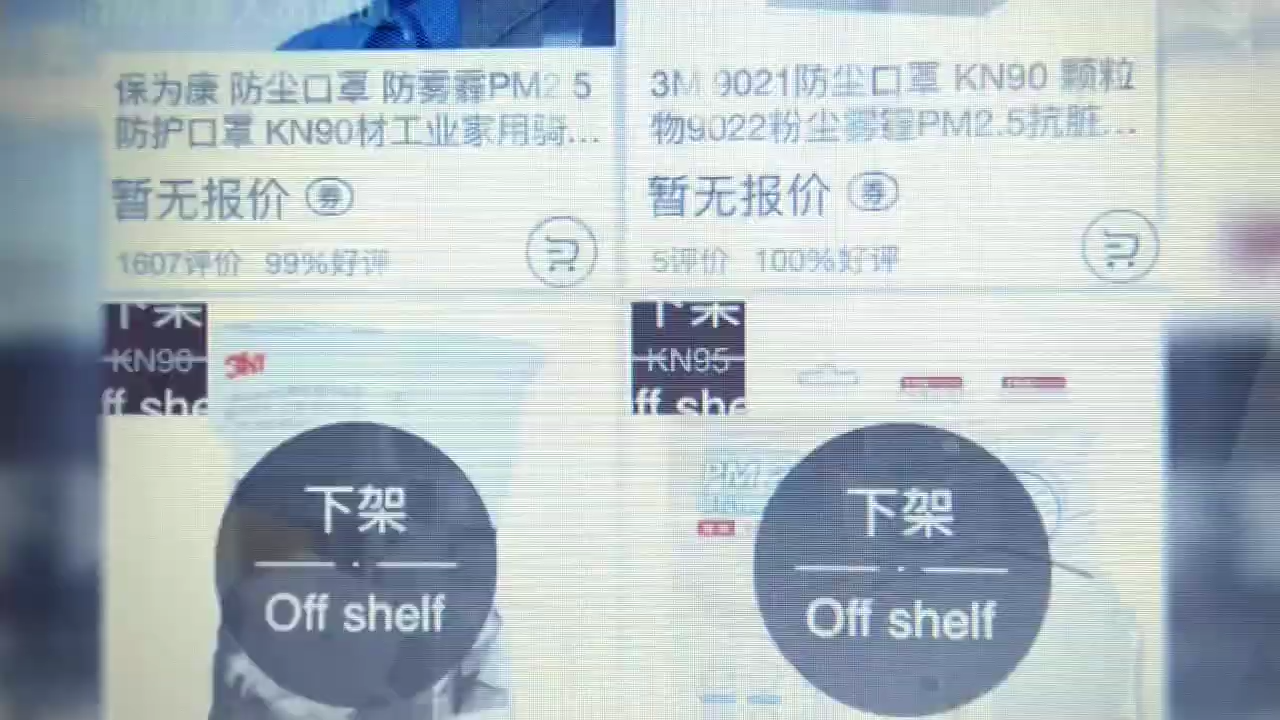 保为康 防尘口罩 防雾霾PM2.5
防护口罩 KN90材工业家用骑...
暂无报价 券
1607评价 99%好评
3M 9021防尘口罩 KN90 颗粒
物9022粉尘雾霾PM2.5抗脏...
暂无报价 券
5评价 100%好评
下架
KN90
Off she
3M
下架
Off shelf
下架
KN95
Off she
下架
Off shelf